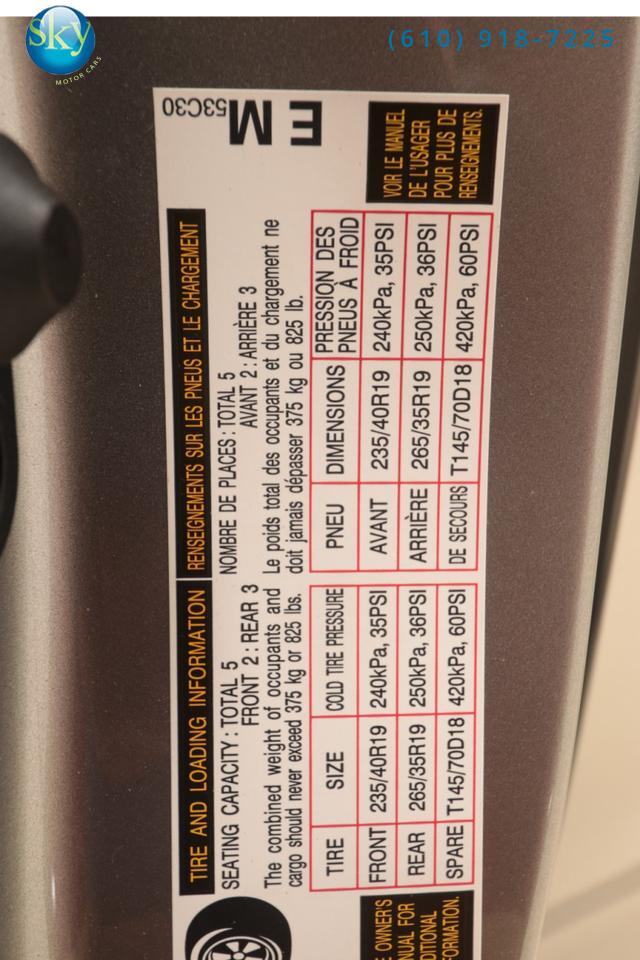 sky
MOTOR CARS
(610) 918-7225
TIRE AND LOADING INFORMATION
SEATING CAPACITY: TOTAL 5
FRONT 2: REAR 3
The combined weight of occupants and
cargo should never exceed 375 kg or 825 lbs.
TIRE SIZE COLD TIRE PRESSURE
FRONT 235/40R19 240kPa, 35PSI
REAR 265/35R19 250kPa, 36PSI
SPARE T145/70D18 420kPa, 60PSI
OWNER'S
FOR
RENSEIGNEMENTS SUR LES PNEUS ET LE CHARGEMENT
NOMBRE DE PLACES: TOTAL 5
AVANT 2: ARRIÈRE 3
Le poids total des occupants et du chargement ne
doit jamais dépasser 375 kg ou 825 lb.
PNEU DIMENSIONS PRESSION DES
PNEUS À FROID
AVANT 235/40R19 240kPa, 35PSI
ARRIÈRE 265/35R19 250kPa, 36PSI
DE SECOURS T145/70D18 420kPa, 60PSI
53C30
E M
VOIR LE MANUEL
DE L'USAGER
POUR PLUS DE
RENSEIGNEMENTS.